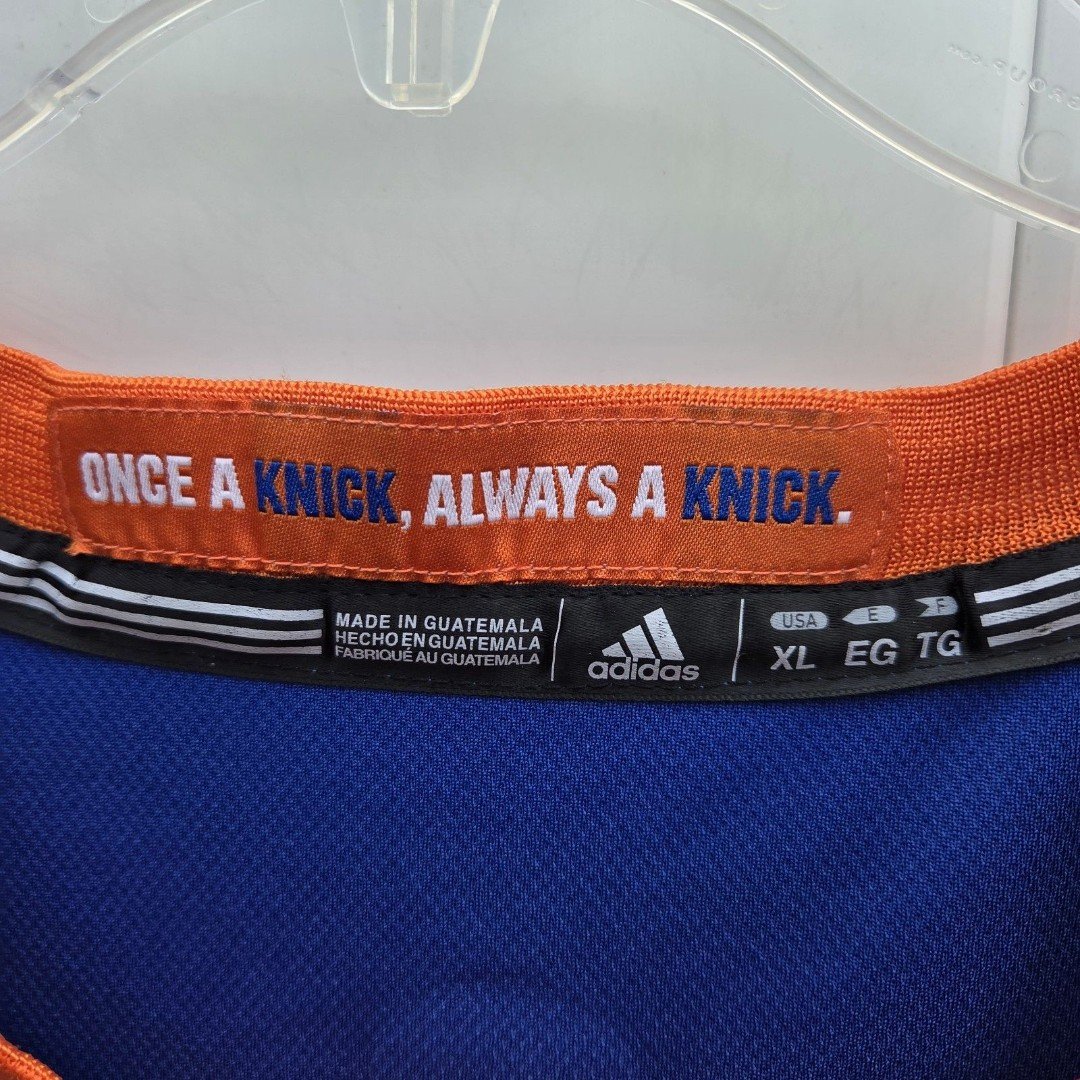 ONCE A KNICK, ALWAYS A KNICK.
MADE IN GUATEMALA
HECHO EN GUATEMALA
FABRIQUÉ AU GUATEMALA
adidas
USA E F
XL EG TG